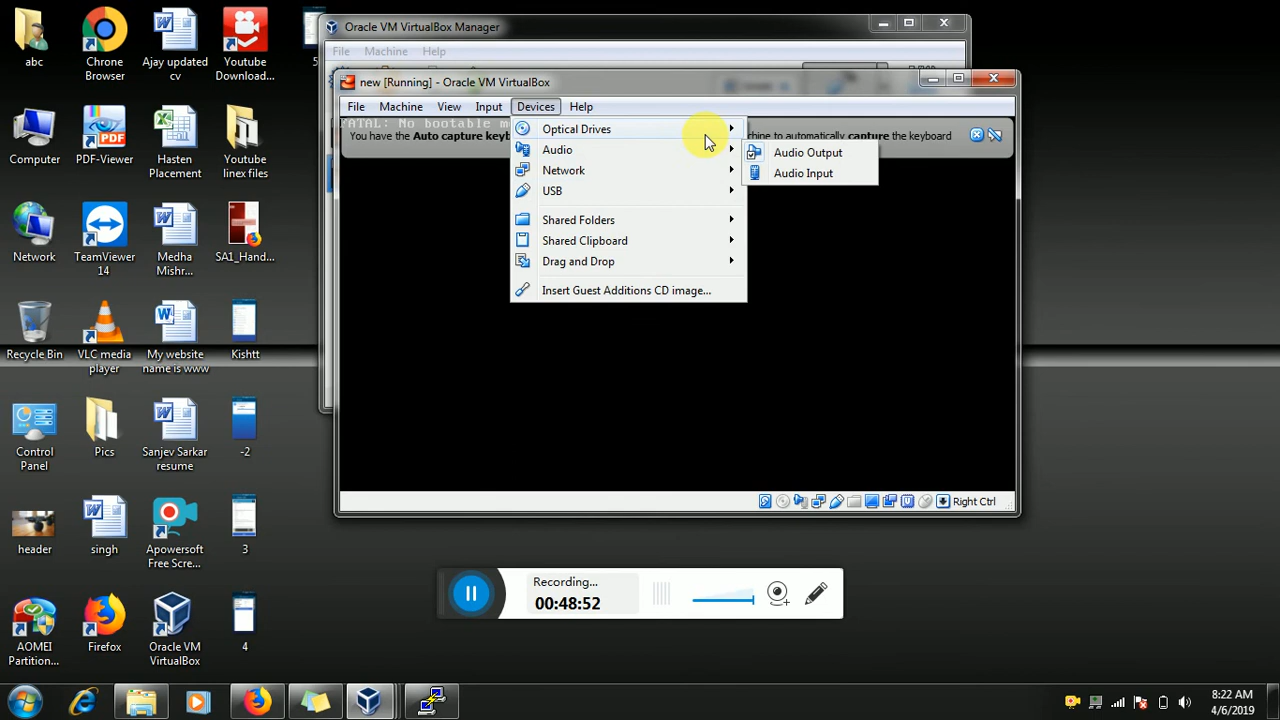 abc
Chrome
Browser
Ajay updated
cv
Youtube
Download...
5
Computer
PDF-Viewer
Hasten
Placement
Youtube
linex files
Network
TeamViewer
14
Medha
Mishr...
SA1_Hand...
Recycle Bin
VLC media
player
My website
name is www
Kishtt
Control
Panel
Pics
Sanjev Sarkar
resume
-2
header
singh
Apowersoft
Free Scre...
3
AOMEI
Partition...
Firefox
Oracle VM
VirtualBox
4
Oracle VM VirtualBox Manager
File Machine Help
new [Running] - Oracle VM VirtualBox
File Machine View Input Devices Help
FATAL: No bootable
You have the Auto capture to automatically capture the keyboard
Optical Drives
Audio
Network
USB
Shared Folders
Shared Clipboard
Drag and Drop
Insert Guest Additions CD image...
Audio Output
Audio Input
Right Ctrl
Recording...
00:48:52
8:22 AM
4/6/2019